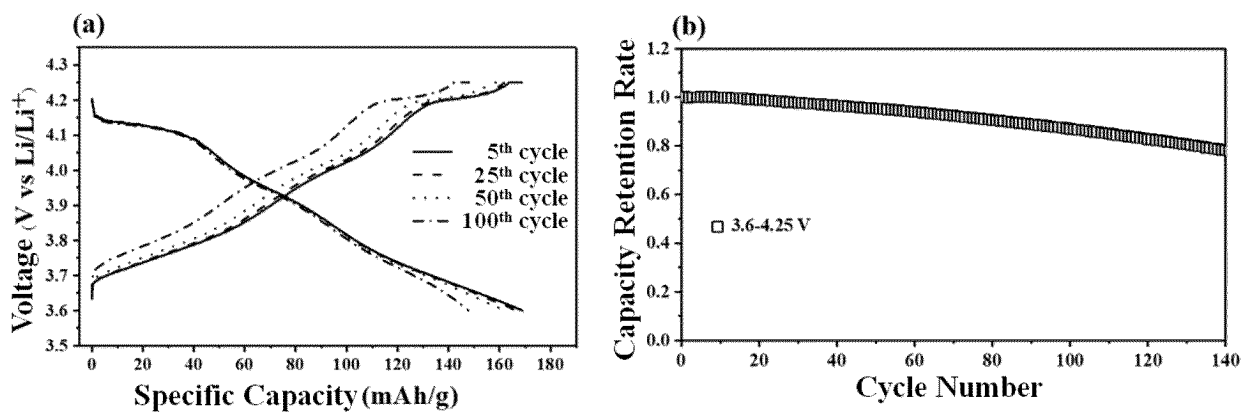 (a)
Voltage (V vs Li/Li⁺)
4.3
4.2
4.1
4.0
3.9
3.8
3.7
3.6
3.5
5th cycle
25th cycle
50th cycle
100th cycle
0 20 40 60 80 100 120 140 160 180
Specific Capacity (mAh/g)
(b)
Capacity Retention Rate
1.2
1.0
0.8
0.6
0.4
0.2
0.0
3.6-4.25 V
0 20 40 60 80 100 120 140
Cycle Number